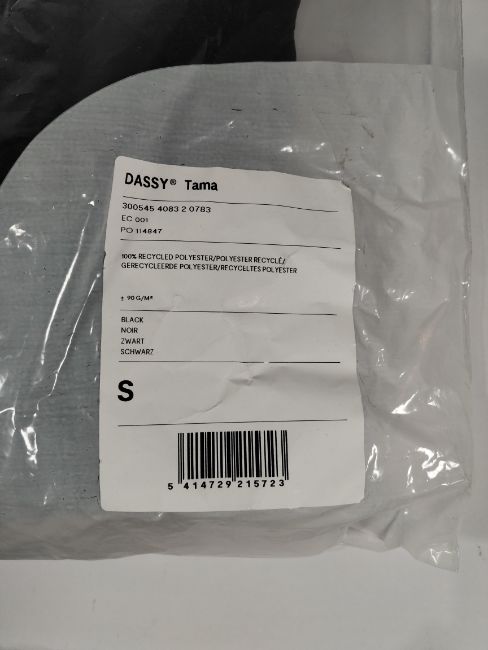 DASSY® Tama
300545 4083 2 0783
EC 001
PO 114847
100% RECYCLED POLYESTER/POLYESTER RECYCLÉ/
GERECYCLEERDE POLYESTER/RECYCELTES POLYESTER
± 90 G/M²
BLACK
NOIR
ZWART
SCHWARZ
S
5 414729 215723